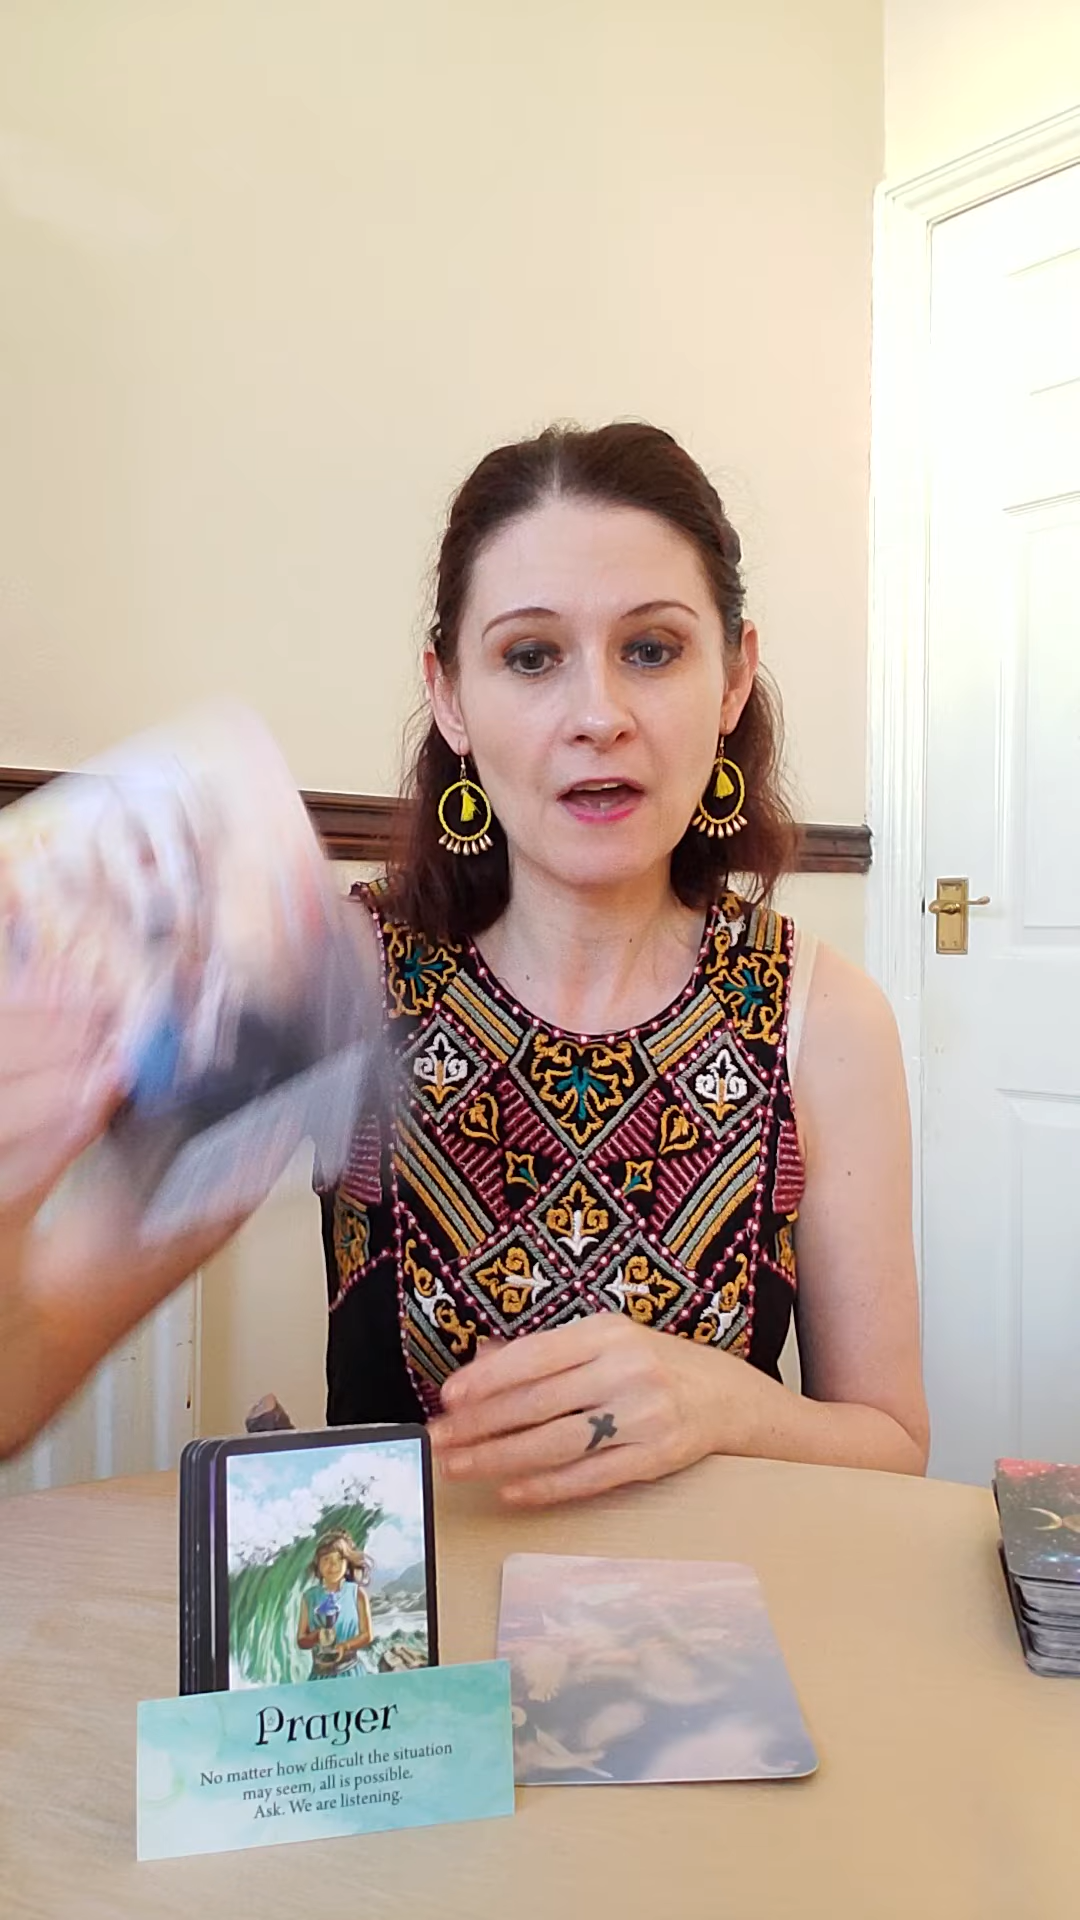 Prayer
No matter how difficult the situation
may seem, all is possible.
Ask. We are listening.